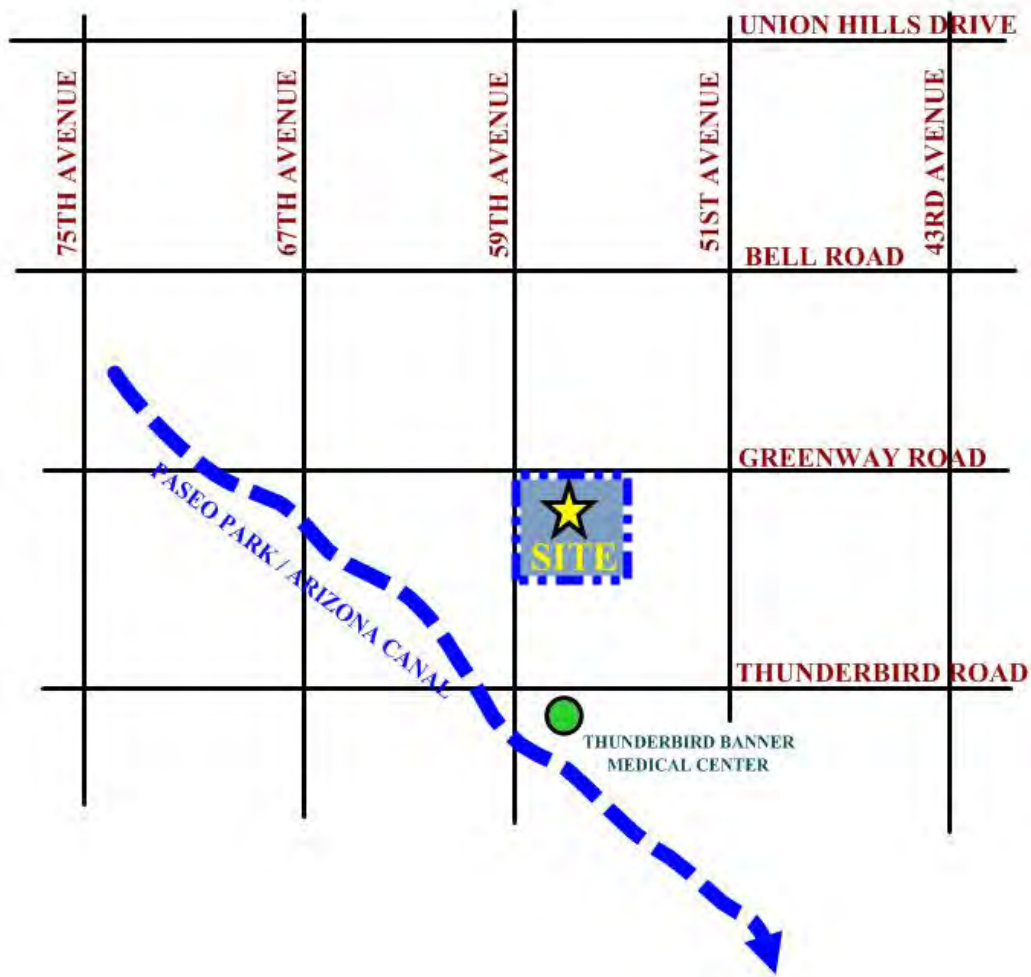 UNION HILLS DRIVE
75TH AVENUE
67TH AVENUE
59TH AVENUE
51ST AVENUE
43RD AVENUE
BELL ROAD
GREENWAY ROAD
PASEO PARK / ARIZONA CANAL
SITE
THUNDERBIRD ROAD
THUNDERBIRD BANNER
MEDICAL CENTER